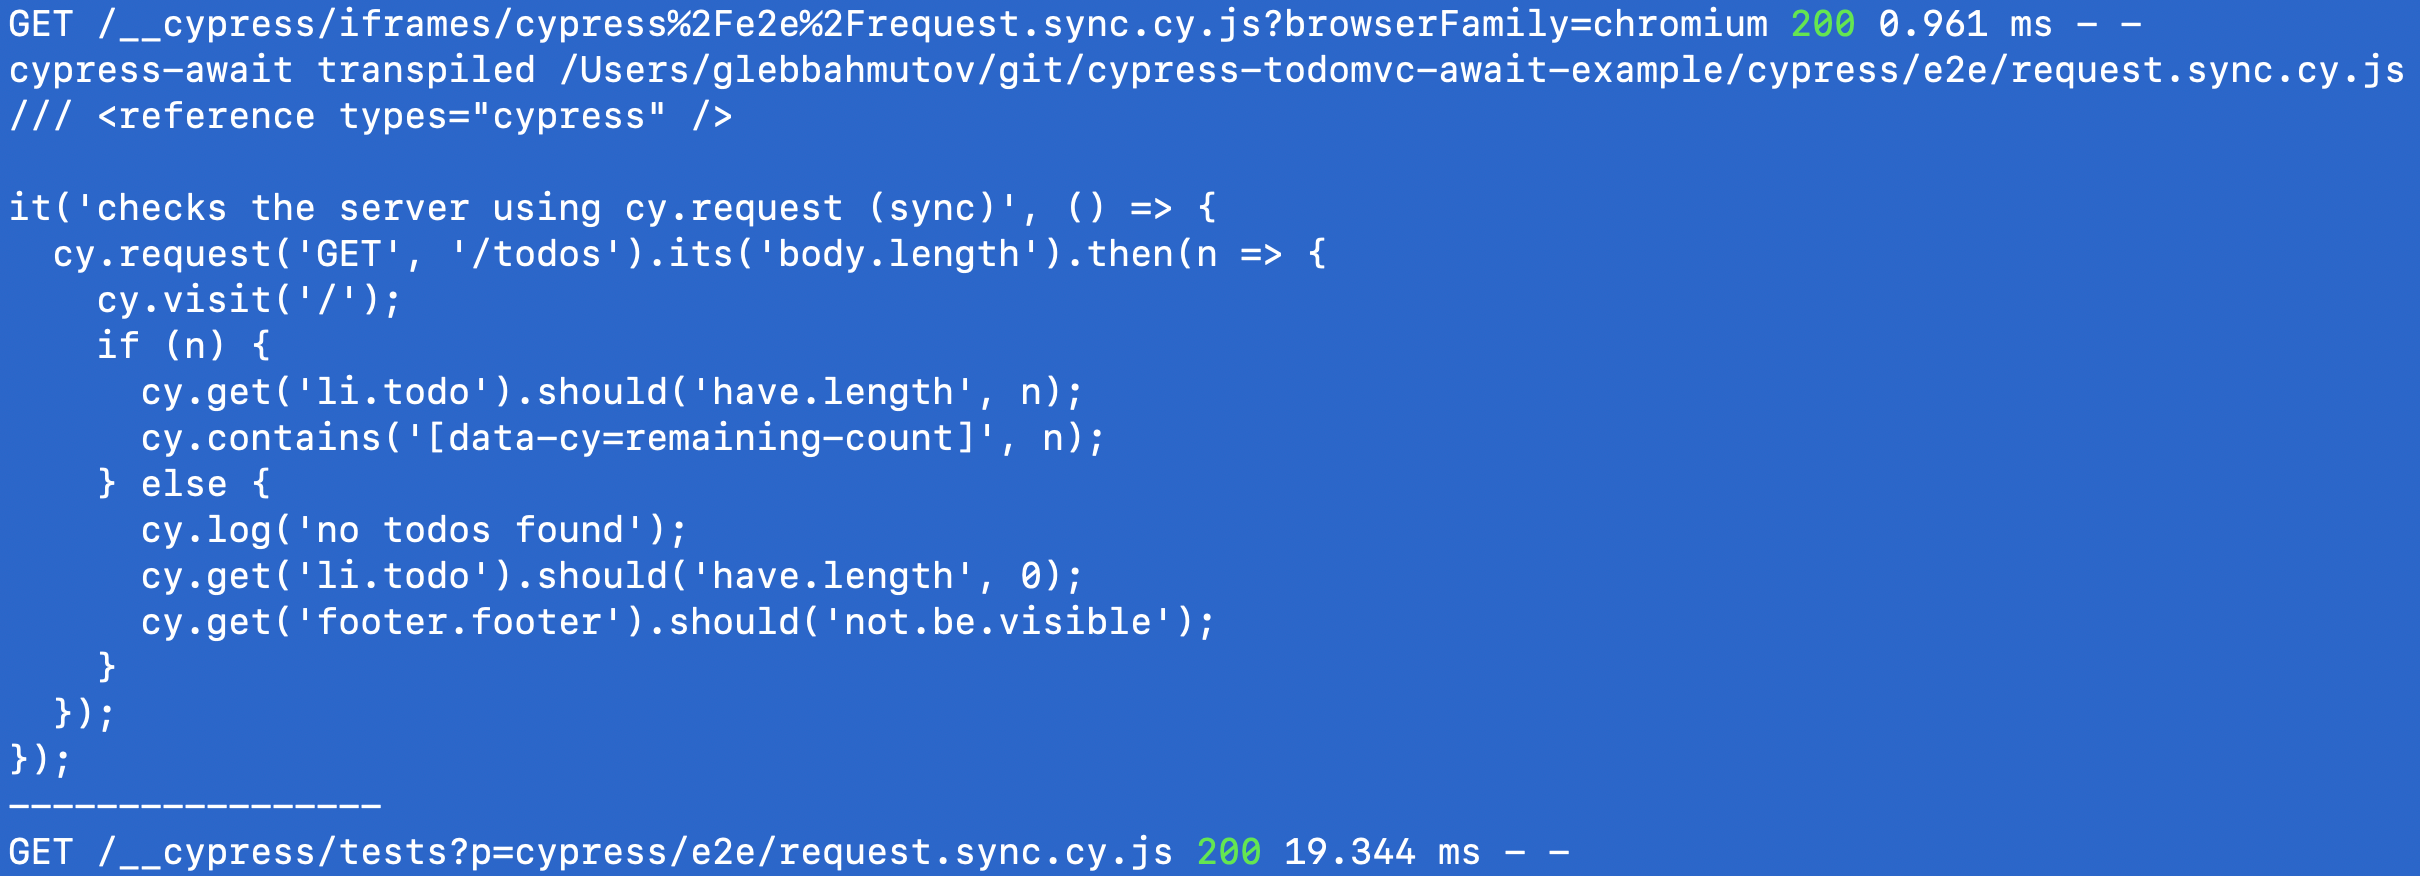 GET /__cypress/iframes/cypress%2Fe2e%2Frequest.sync.cy.js?browserFamily=chromium 200 0.961 ms - -
cypress-await transpiled /Users/glebbahmutov/git/cypress-todomvc-await-example/cypress/e2e/request.sync.cy.js
/// <reference types="cypress" />

it('checks the server using cy.request (sync)', () => {
  cy.request('GET', '/todos').its('body.length').then(n => {
    cy.visit('/');
    if (n) {
      cy.get('li.todo').should('have.length', n);
      cy.contains('[data-cy=remaining-count]', n);
    } else {
      cy.log('no todos found');
      cy.get('li.todo').should('have.length', 0);
      cy.get('footer.footer').should('not.be.visible');
    }
  });
});
-----------------
GET /__cypress/tests?p=cypress/e2e/request.sync.cy.js 200 19.344 ms - -